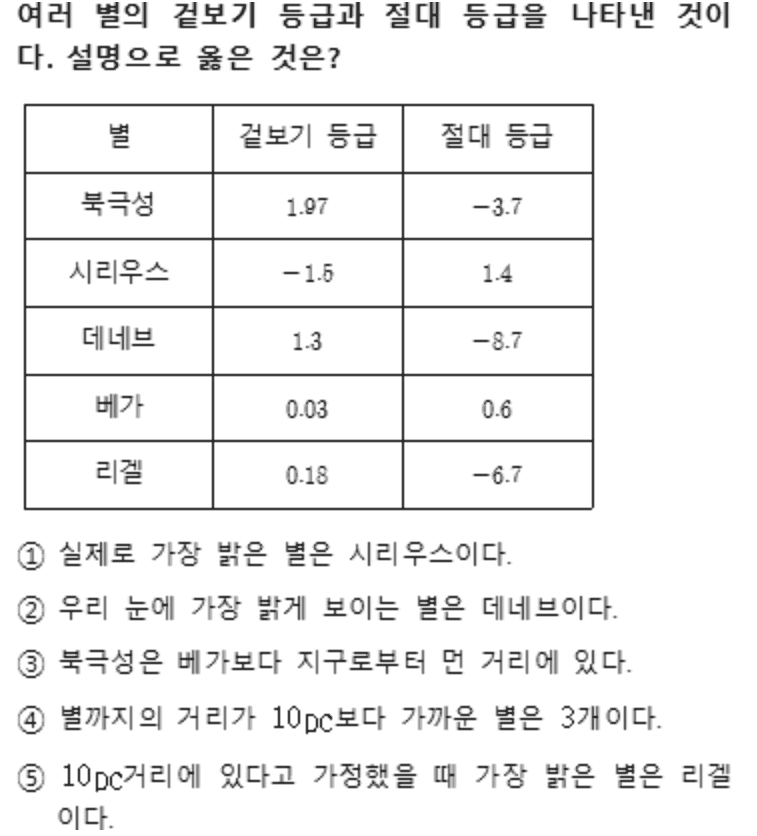 여러 별의 겉보기 등급과 절대 등급을 나타낸 것이
다. 설명으로 옳은 것은?
별 겉보기 등급 절대 등급
북극성 1.97 −3.7
시리우스 −1.5 1.4
데네브 1.3 −8.7
베가 0.03 0.6
리겔 0.18 −6.7
① 실제로 가장 밝은 별은 시리우스이다.
② 우리 눈에 가장 밝게 보이는 별은 데네브이다.
③ 북극성은 베가보다 지구로부터 먼 거리에 있다.
④ 별까지의 거리가 10pc보다 가까운 별은 3개이다.
⑤ 10pc거리에 있다고 가정했을 때 가장 밝은 별은 리겔
이다.